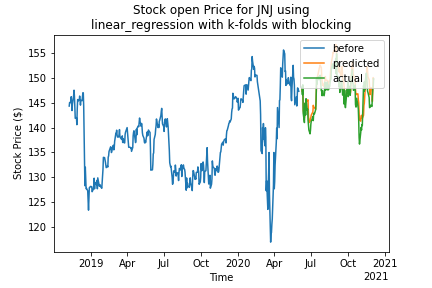 Stock open Price for JNJ using
linear_regression with k-folds with blocking
before
predicted
actual
Stock Price ($)
155
150
145
140
135
130
125
120
2019 Apr Jul Oct 2020 Apr Jul Oct 2021
Time
2021